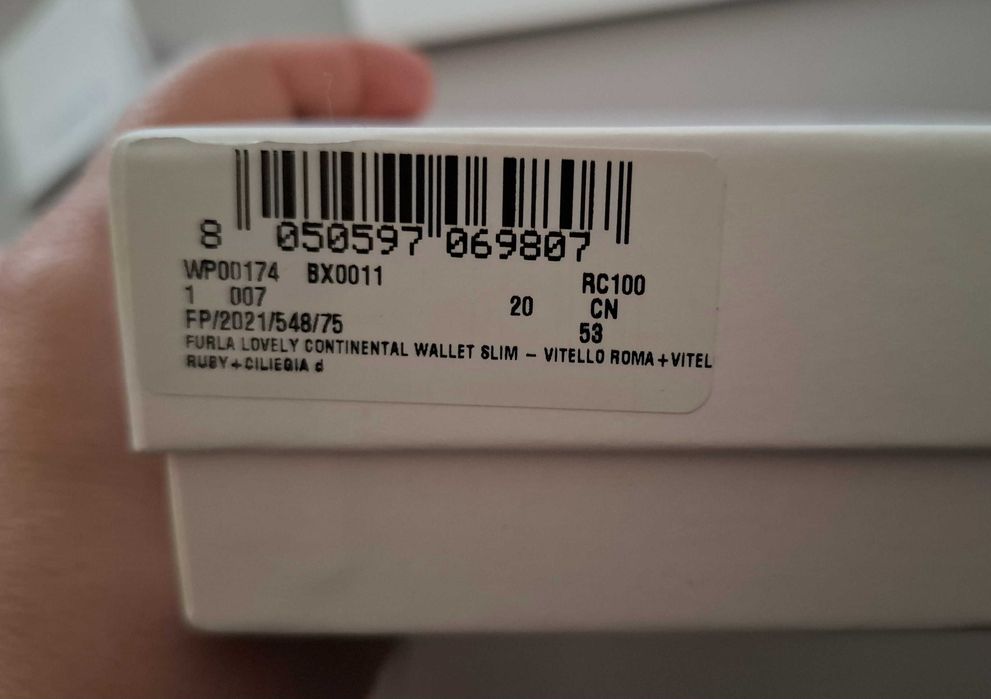 8 050597 069807
WP00174 BX0011 RC100
1 007 20 CN
FP/2021/548/75 53
FURLA LOVELY CONTINENTAL WALLET SLIM – VITELLO ROMA+VITEL
RUBY+CILIEGIA d